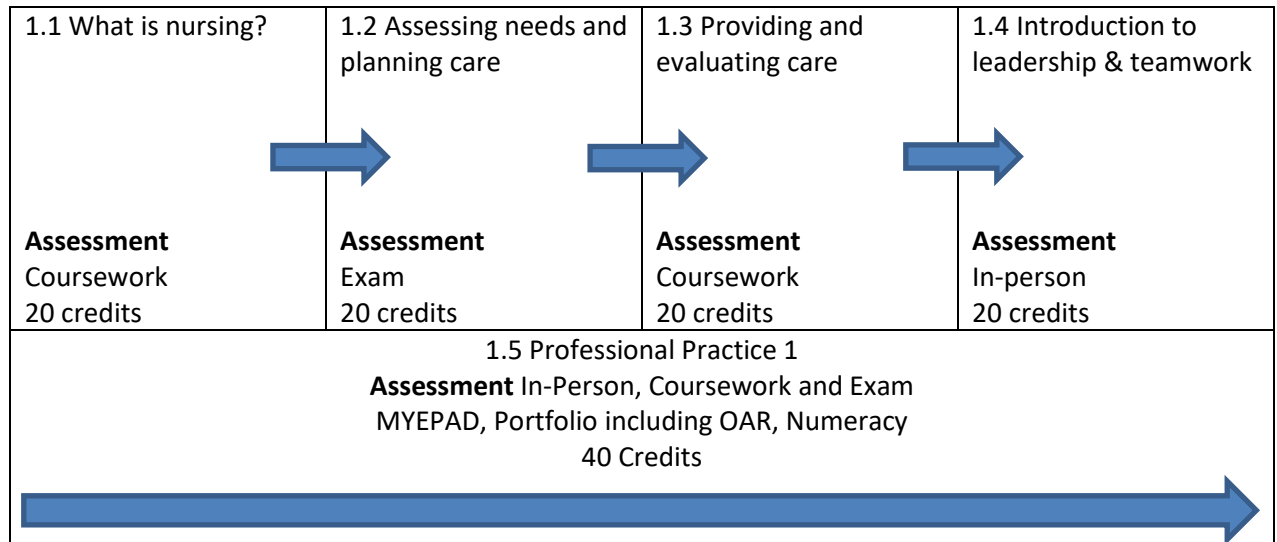 1.1 What is nursing?
1.2 Assessing needs and
planning care
1.3 Providing and
evaluating care
1.4 Introduction to
leadership & teamwork
Assessment
Coursework
20 credits
Assessment
Exam
20 credits
Assessment
Coursework
20 credits
Assessment
In-person
20 credits
1.5 Professional Practice 1
Assessment In-Person, Coursework and Exam
MYEPAD, Portfolio including OAR, Numeracy
40 Credits